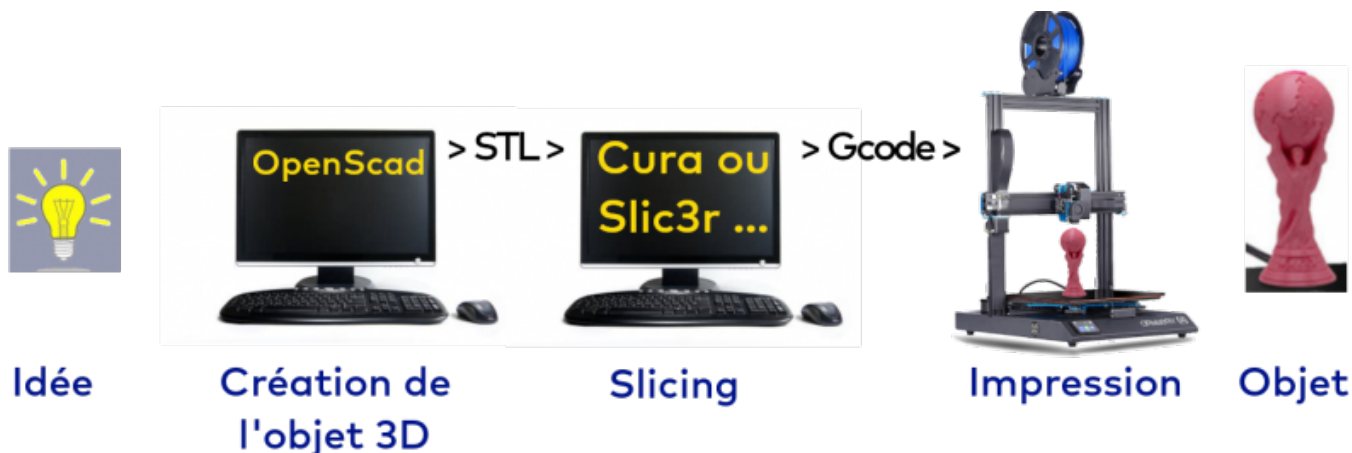 OpenScad
> STL >
Cura ou
Slic3r ...
> Gcode >
Idée
Création de
l'objet 3D
Slicing
Impression
Objet